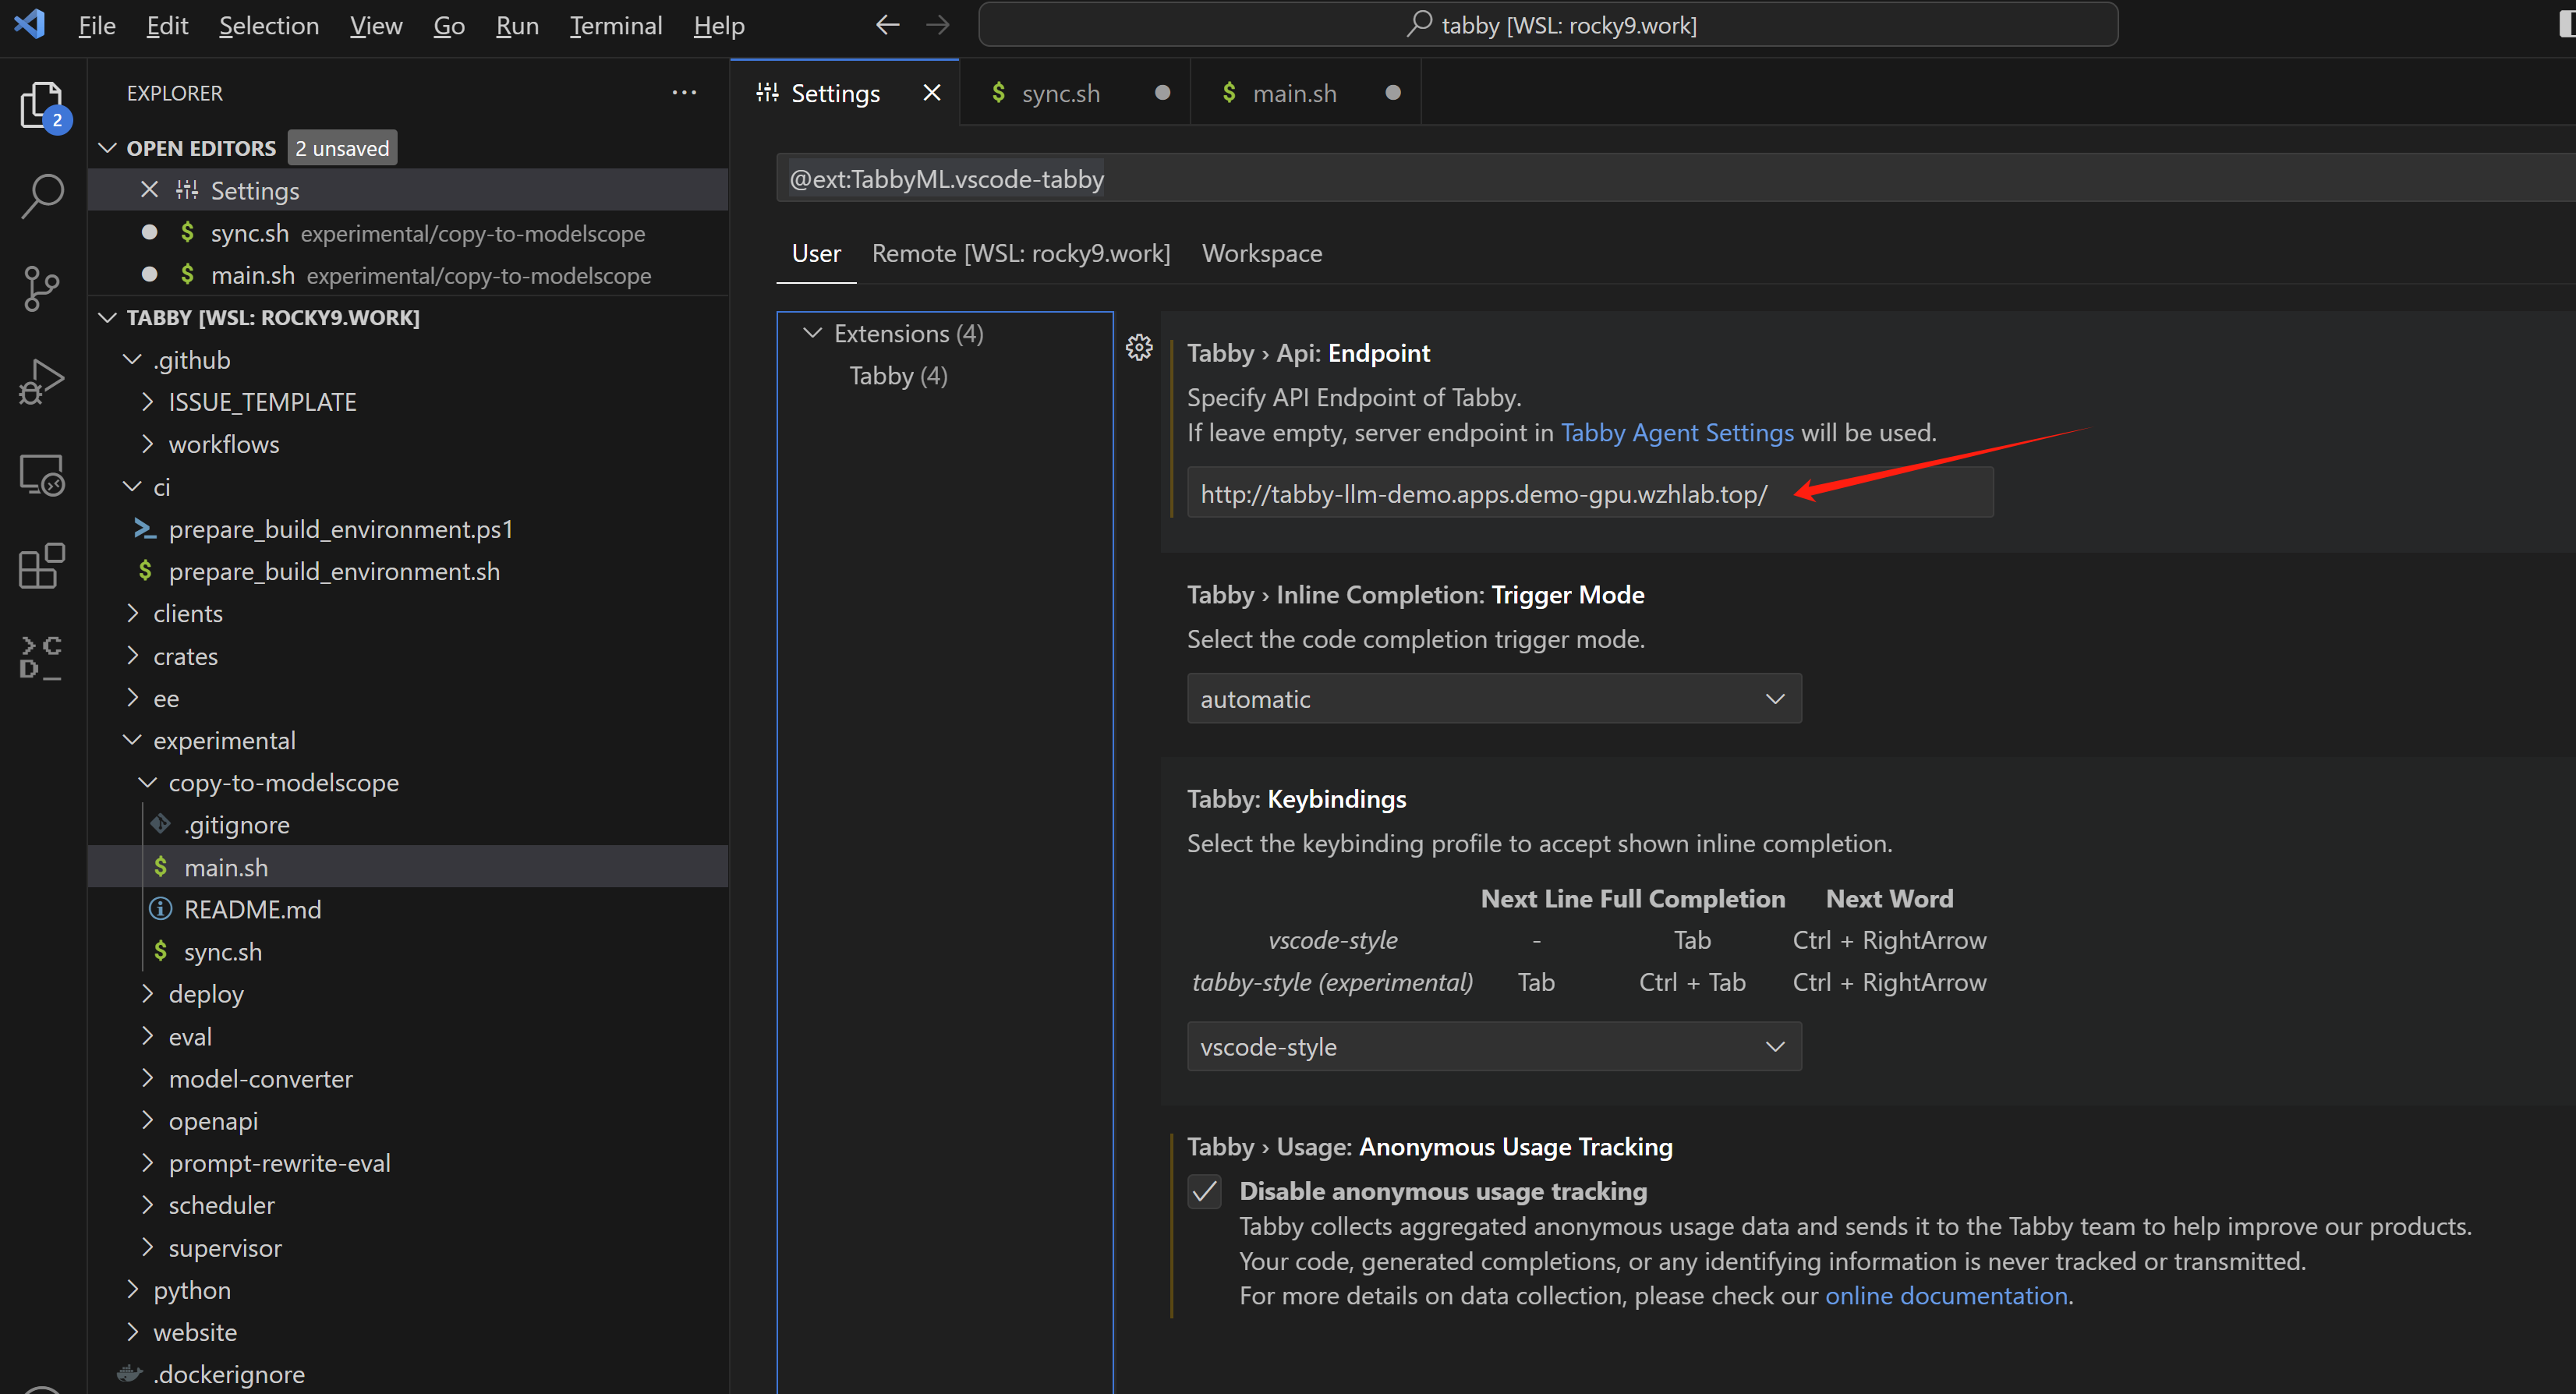 File Edit Selection View Go Run Terminal Help
tabby [WSL: rocky9.work]
EXPLORER
2
OPEN EDITORS 2 unsaved
Settings
sync.sh experimental/copy-to-modelscope
main.sh experimental/copy-to-modelscope
TABBY [WSL: ROCKY9.WORK]
.github
ISSUE_TEMPLATE
workflows
ci
prepare_build_environment.ps1
prepare_build_environment.sh
clients
crates
ee
experimental
copy-to-modelscope
.gitignore
main.sh
README.md
sync.sh
deploy
eval
model-converter
openapi
prompt-rewrite-eval
scheduler
supervisor
python
website
.dockerignore
Settings sync.sh main.sh
@ext:TabbyML.vscode-tabby
User Remote [WSL: rocky9.work] Workspace
Extensions (4)
Tabby (4)
Tabby › Api: Endpoint
Specify API Endpoint of Tabby.
If leave empty, server endpoint in Tabby Agent Settings will be used.
http://tabby-llm-demo.apps.demo-gpu.wzhlab.top/
Tabby › Inline Completion: Trigger Mode
Select the code completion trigger mode.
automatic
Tabby: Keybindings
Select the keybinding profile to accept shown inline completion.
Next Line Full Completion Next Word
vscode-style - Tab Ctrl + RightArrow
tabby-style (experimental) Tab Ctrl + Tab Ctrl + RightArrow
vscode-style
Tabby › Usage: Anonymous Usage Tracking
Disable anonymous usage tracking
Tabby collects aggregated anonymous usage data and sends it to the Tabby team to help improve our products.
Your code, generated completions, or any identifying information is never tracked or transmitted.
For more details on data collection, please check our online documentation.